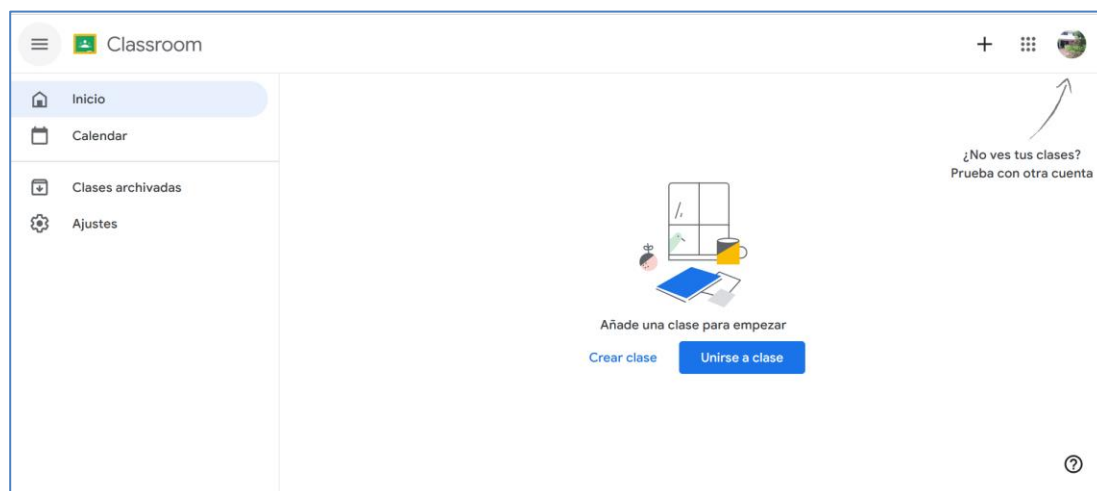 Classroom
Inicio
Calendar
Clases archivadas
Ajustes
¿No ves tus clases?
Prueba con otra cuenta
Añade una clase para empezar
Crear clase
Unirse a clase